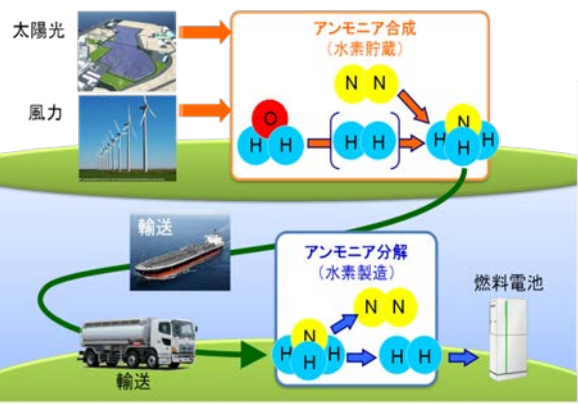 太陽光
風力
アンモニア合成
(水素貯蔵)
N N
O
H H
H H
N
H H H
輸送
アンモニア分解
(水素製造)
N N
N
H H H
H H
燃料電池
輸送